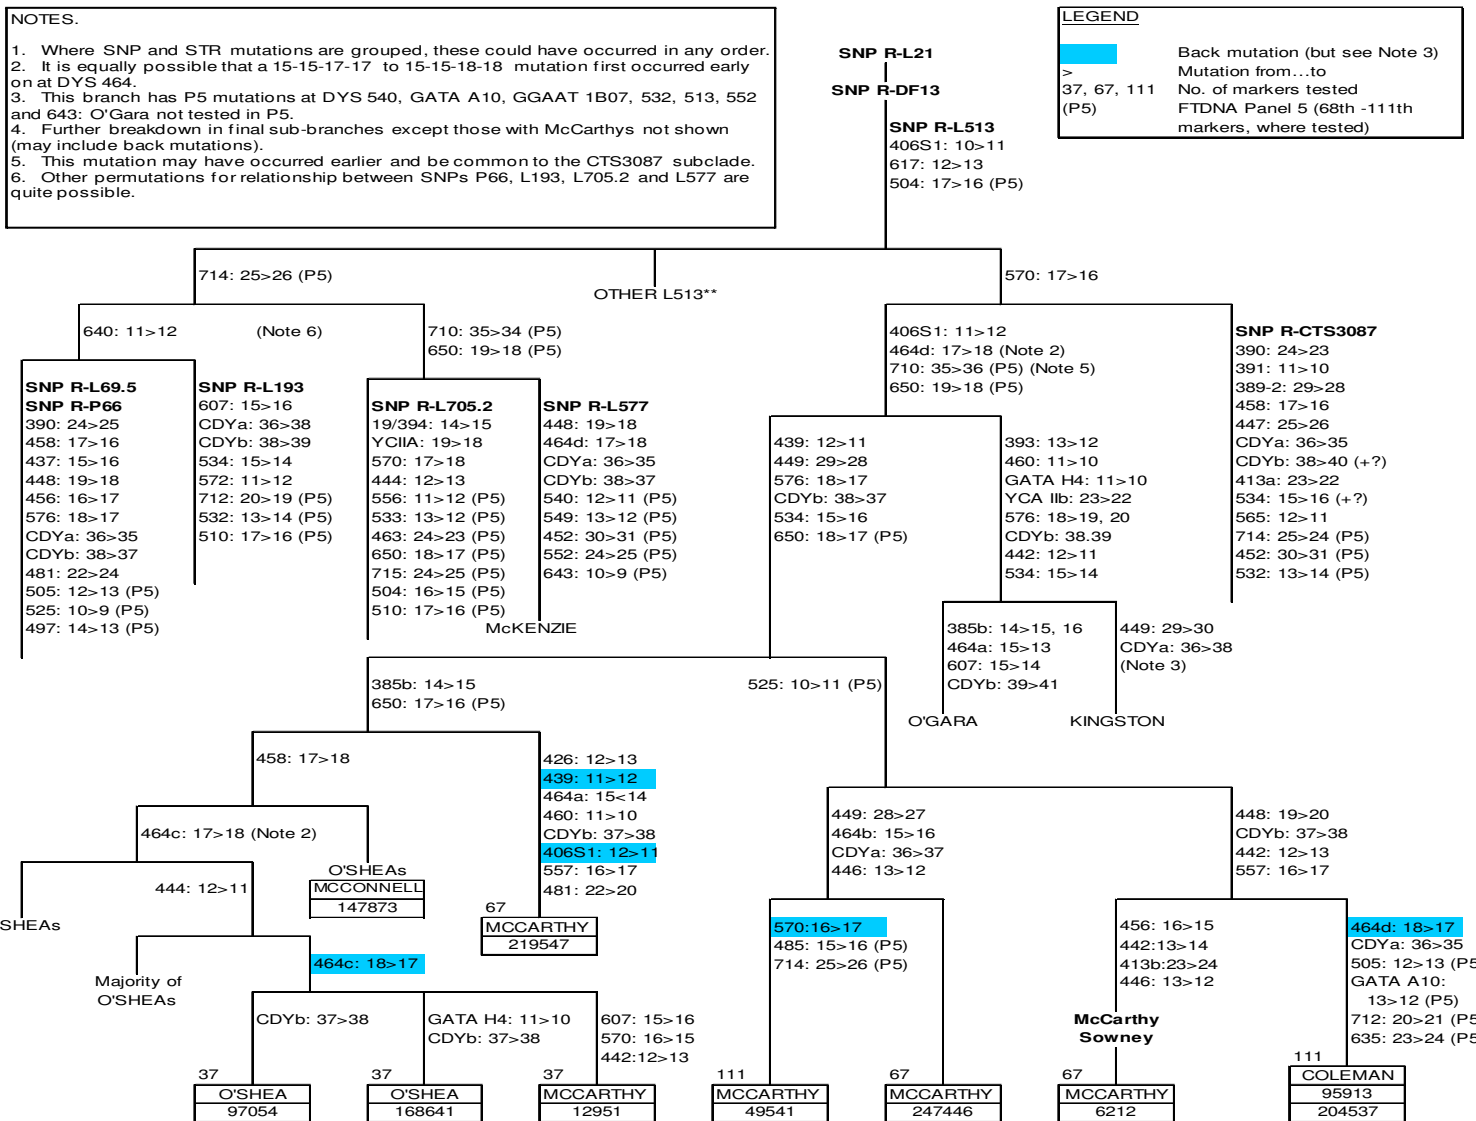 NOTES.
1. Where SNP and STR mutations are grouped, these could have occurred in any order.
2. It is equally possible that a 15-15-17-17 to 15-15-18-18 mutation first occurred early
on at DYS 464.
3. This branch has P5 mutations at DYS 540, GATA A10, GGAAT 1B07, 532, 513, 552
and 643: O'Gara not tested in P5.
4. Further breakdown in final sub-branches except those with McCarthys not shown
(may include back mutations).
5. This mutation may have occurred earlier and be common to the CTS3087 subclade.
6. Other permutations for relationship between SNPs P66, L193, L705.2 and L577 are
quite possible.
SNP R-L21
SNP R-DF13
SNP R-L513
406S1: 10>11
617: 12>13
504: 17>16 (P5)
LEGEND
Back mutation (but see Note 3)
> Mutation from...to
37, 67, 111 No. of markers tested
(P5) FTDNA Panel 5 (68th -111th
markers, where tested)
714: 25>26 (P5)
OTHER L513**
570: 17>16
640: 11>12
(Note 6)
710: 35>34 (P5)
650: 19>18 (P5)
406S1: 11>12
464d: 17>18 (Note 2)
710: 35>36 (P5) (Note 5)
650: 19>18 (P5)
SNP R-CTS3087
390: 24>23
391: 11>10
389-2: 29>28
458: 17>16
447: 25>26
CDYa: 36>35
CDYb: 38>40 (+?)
413a: 23>22
534: 15>16 (+?)
565: 12>11
714: 25>24 (P5)
452: 30>31 (P5)
532: 13>14 (P5)
SNP R-L69.5
SNP R-P66
390: 24>25
458: 17>16
437: 15>16
448: 19>18
456: 16>17
576: 18>17
CDYa: 36>35
CDYb: 38>37
481: 22>24
505: 12>13 (P5)
525: 10>9 (P5)
497: 14>13 (P5)
SNP R-L193
607: 15>16
CDYa: 36>38
CDYb: 38>39
534: 15>14
572: 11>12
712: 20>19 (P5)
532: 13>14 (P5)
510: 17>16 (P5)
SNP R-L705.2
19/394: 14>15
YCIIA: 19>18
570: 17>18
444: 12>13
556: 11>12 (P5)
533: 13>12 (P5)
463: 24>23 (P5)
650: 18>17 (P5)
715: 24>25 (P5)
504: 16>15 (P5)
510: 17>16 (P5)
SNP R-L577
448: 19>18
464d: 17>18
CDYa: 36>35
CDYb: 38>37
540: 12>11 (P5)
549: 13>12 (P5)
452: 30>31 (P5)
552: 24>25 (P5)
643: 10>9 (P5)
McKENZIE
439: 12>11
449: 29>28
576: 18>17
CDYb: 38>37
534: 15>16
650: 18>17 (P5)
393: 13>12
460: 11>10
GATA H4: 11>10
YCA IIb: 23>22
576: 18>19, 20
CDYb: 38.39
442: 12>11
534: 15>14
385b: 14>15, 16
464a: 15>13
607: 15>14
CDYb: 39>41
O'GARA
449: 29>30
CDYa: 36>38
(Note 3)
KINGSTON
385b: 14>15
650: 17>16 (P5)
525: 10>11 (P5)
458: 17>18
426: 12>13
439: 11>12
464a: 15<14
460: 11>10
CDYb: 37>38
406S1: 12>11
557: 16>17
481: 22>20
67
MCCARTHY
219547
464c: 17>18 (Note 2)
O'SHEAs
MCCONNELL
147873
444: 12>11
SHEAs
Majority of
O'SHEAs
464c: 18>17
CDYb: 37>38
GATA H4: 11>10
CDYb: 37>38
607: 15>16
570: 16>15
442:12>13
37
O'SHEA
97054
37
O'SHEA
168641
37
MCCARTHY
12951
449: 28>27
464b: 15>16
CDYa: 36>37
446: 13>12
448: 19>20
CDYb: 37>38
442: 12>13
557: 16>17
570:16>17
485: 15>16 (P5)
714: 25>26 (P5)
111
MCCARTHY
49541
67
MCCARTHY
247446
456: 16>15
442:13>14
413b:23>24
446: 13>12
McCarthy
Sowney
67
MCCARTHY
6212
464d: 18>17
CDYa: 36>35
505: 12>13 (P5
GATA A10:
13>12 (P5)
712: 20>21 (P5
635: 23>24 (P5
111
COLEMAN
95913
204537